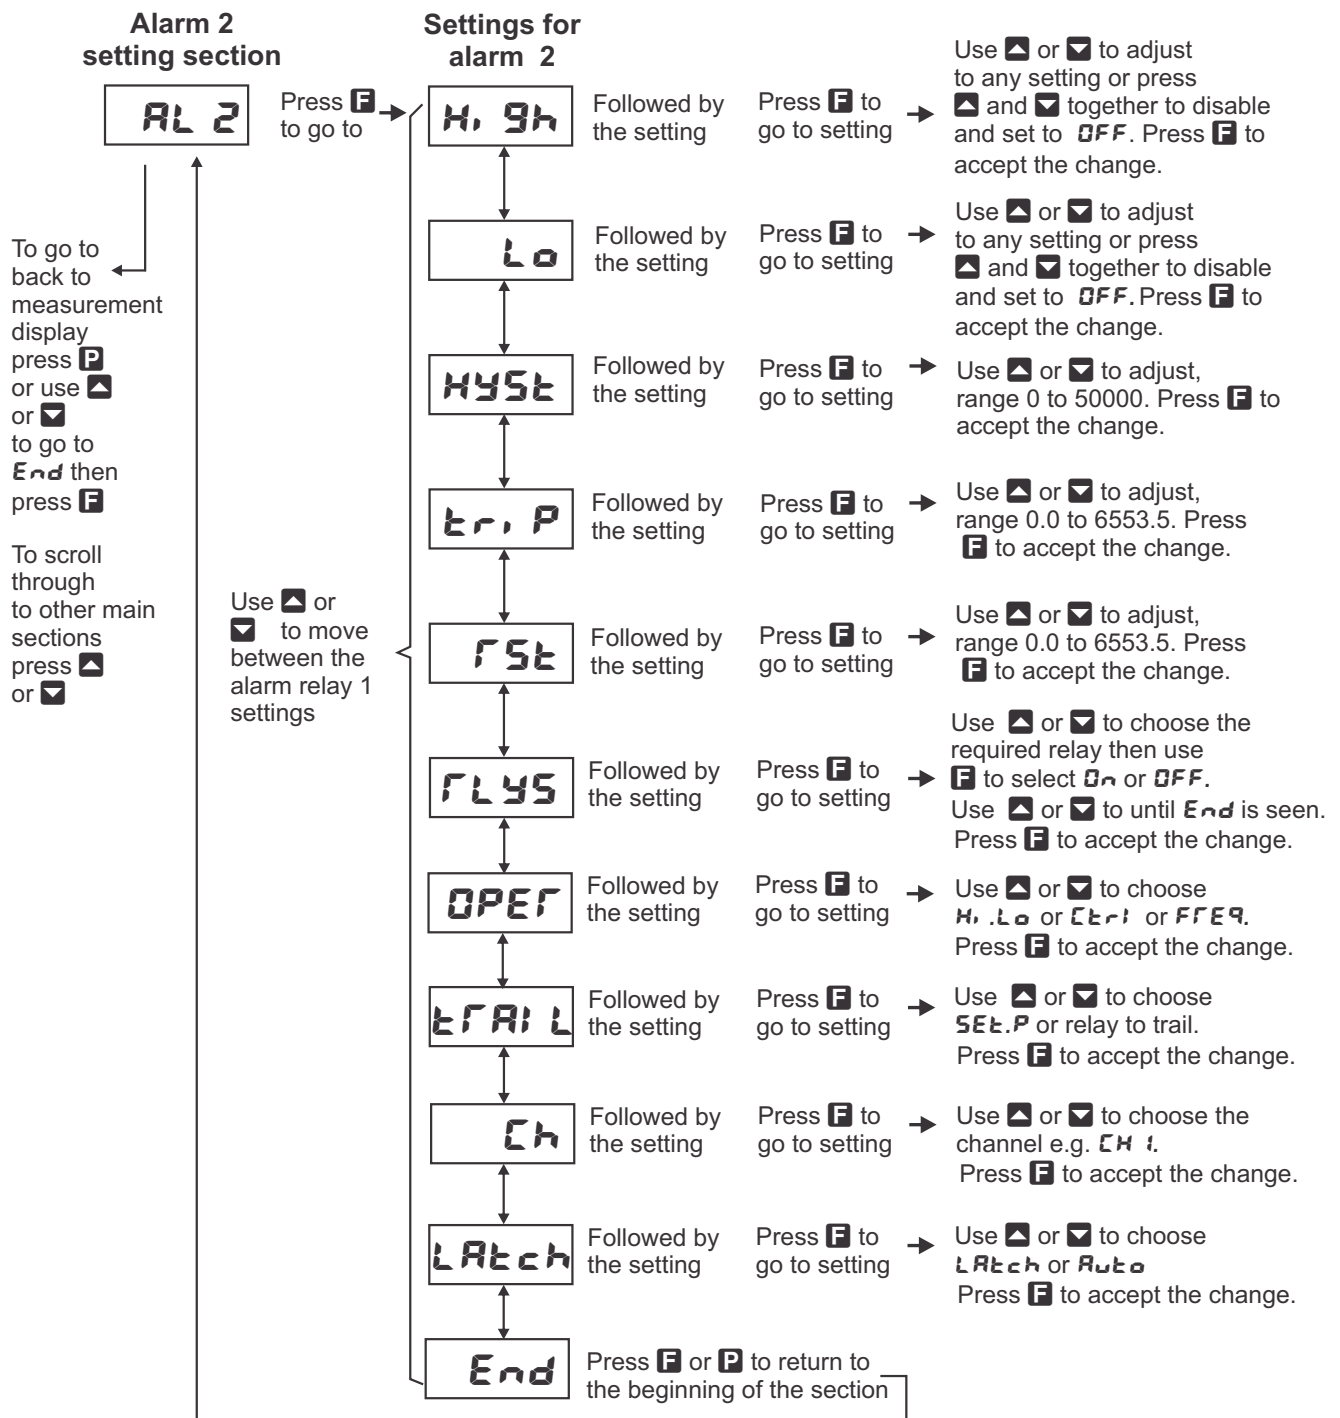 Alarm 2
setting section
Settings for
alarm 2
AL 2
Press F
to go to
To go to
back to
measurement
display
press P
or use
or
to go to
End then
press F
To scroll
through
to other main
sections
press
or
Use or
to move
between the
alarm relay 1
settings
Hi gh
Followed by
the setting
Press F to
go to setting
Use or to adjust
to any setting or press
and together to disable
and set to OFF. Press F to
accept the change.
Lo
Followed by
the setting
Press F to
go to setting
Use or to adjust
to any setting or press
and together to disable
and set to OFF. Press F to
accept the change.
HYSt
Followed by
the setting
Press F to
go to setting
Use or to adjust,
range 0 to 50000. Press F to
accept the change.
tri P
Followed by
the setting
Press F to
go to setting
Use or to adjust,
range 0.0 to 6553.5. Press
F to accept the change.
rSt
Followed by
the setting
Press F to
go to setting
Use or to adjust,
range 0.0 to 6553.5. Press
F to accept the change.
rLYS
Followed by
the setting
Press F to
go to setting
Use or to choose the
required relay then use
F to select On or OFF.
Use or to until End is seen.
Press F to accept the change.
OPEr
Followed by
the setting
Press F to
go to setting
Use or to choose
Hi .Lo or Ctrl or FrEq.
Press F to accept the change.
trAI L
Followed by
the setting
Press F to
go to setting
Use or to choose
SEt.P or relay to trail.
Press F to accept the change.
Ch
Followed by
the setting
Press F to
go to setting
Use or to choose the
channel e.g. CH 1.
Press F to accept the change.
LAtch
Followed by
the setting
Press F to
go to setting
Use or to choose
LAtch or Auto
Press F to accept the change.
End
Press F or P to return to
the beginning of the section